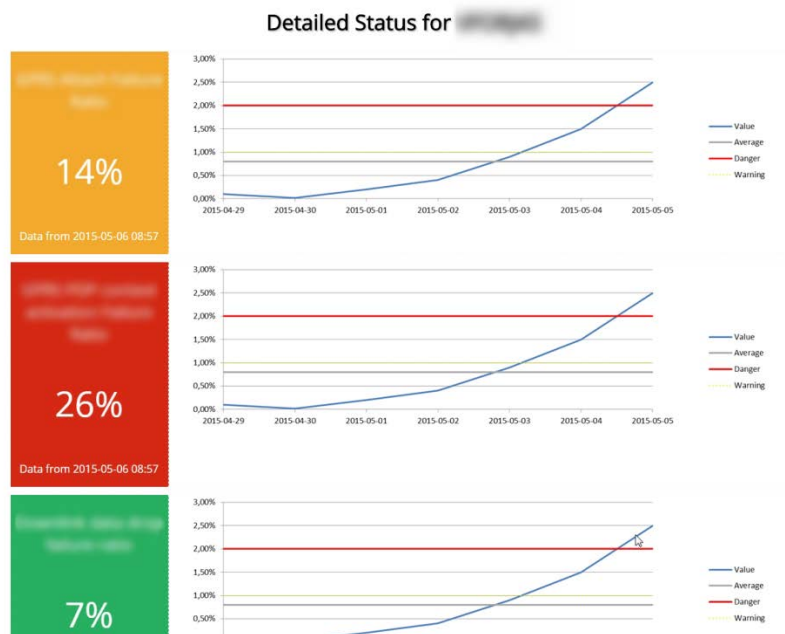 Detailed Status for
14%
Data from 2015-05-06 08:57
3,00%
2,50%
2,00%
1,50%
1,00%
0,50%
0,00%
2015-04-29 2015-04-30 2015-05-01 2015-05-02 2015-05-03 2015-05-04 2015-05-05
Value
Average
Danger
Warning
26%
Data from 2015-05-06 08:57
3,00%
2,50%
2,00%
1,50%
1,00%
0,50%
0,00%
2015-04-29 2015-04-30 2015-05-01 2015-05-02 2015-05-03 2015-05-04 2015-05-05
Value
Average
Danger
Warning
7%
3,00%
2,50%
2,00%
1,50%
1,00%
0,50%
Value
Average
Danger
Warning